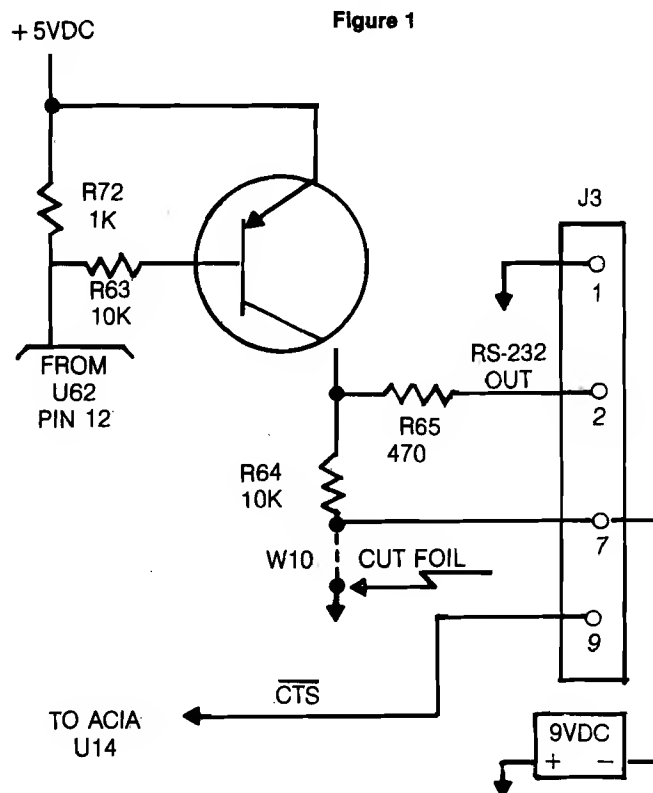 Figure 1
+5VDC
R72
1K
J3
R63
10K
1
FROM
U62
PIN 12
RS-232
OUT
2
R65
470
R64
10K
7
W10
CUT FOIL
9
CTS
TO ACIA
U14
9VDC
+ −